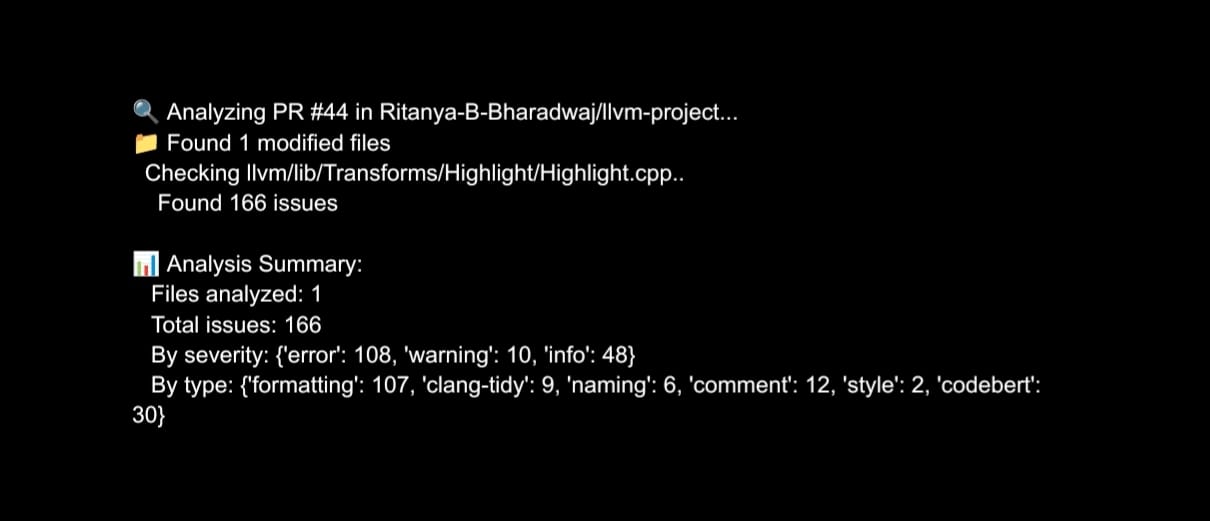 🔍 Analyzing PR #44 in Ritanya-B-Bharadwaj/llvm-project...
📁 Found 1 modified files
Checking llvm/lib/Transforms/Highlight/Highlight.cpp..
Found 166 issues
📊 Analysis Summary:
Files analyzed: 1
Total issues: 166
By severity: {'error': 108, 'warning': 10, 'info': 48}
By type: {'formatting': 107, 'clang-tidy': 9, 'naming': 6, 'comment': 12, 'style': 2, 'codebert':
30}